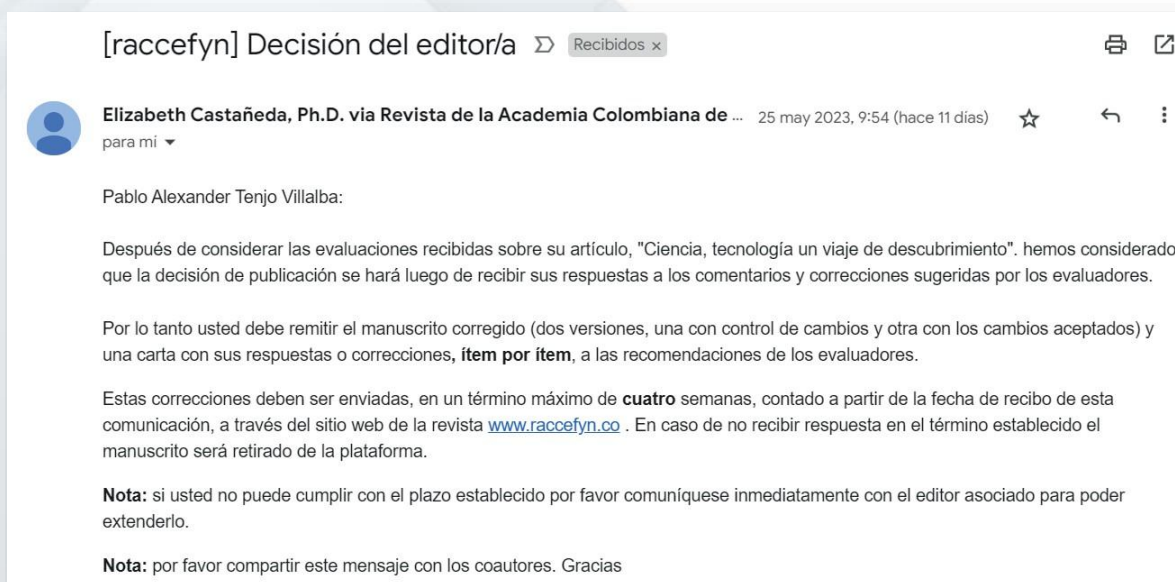 [raccefyn] Decisión del editor/a Recibidos ×
Elizabeth Castañeda, Ph.D. via Revista de la Academia Colombiana de ... 25 may 2023, 9:54 (hace 11 días)
para mí
Pablo Alexander Tenjo Villalba:
Después de considerar las evaluaciones recibidas sobre su artículo, "Ciencia, tecnología un viaje de descubrimiento". hemos considerado
que la decisión de publicación se hará luego de recibir sus respuestas a los comentarios y correcciones sugeridas por los evaluadores.
Por lo tanto usted debe remitir el manuscrito corregido (dos versiones, una con control de cambios y otra con los cambios aceptados) y
una carta con sus respuestas o correcciones, ítem por ítem, a las recomendaciones de los evaluadores.
Estas correcciones deben ser enviadas, en un término máximo de cuatro semanas, contado a partir de la fecha de recibo de esta
comunicación, a través del sitio web de la revista www.raccefyn.co . En caso de no recibir respuesta en el término establecido el
manuscrito será retirado de la plataforma.
Nota: si usted no puede cumplir con el plazo establecido por favor comuníquese inmediatamente con el editor asociado para poder
extenderlo.
Nota: por favor compartir este mensaje con los coautores. Gracias